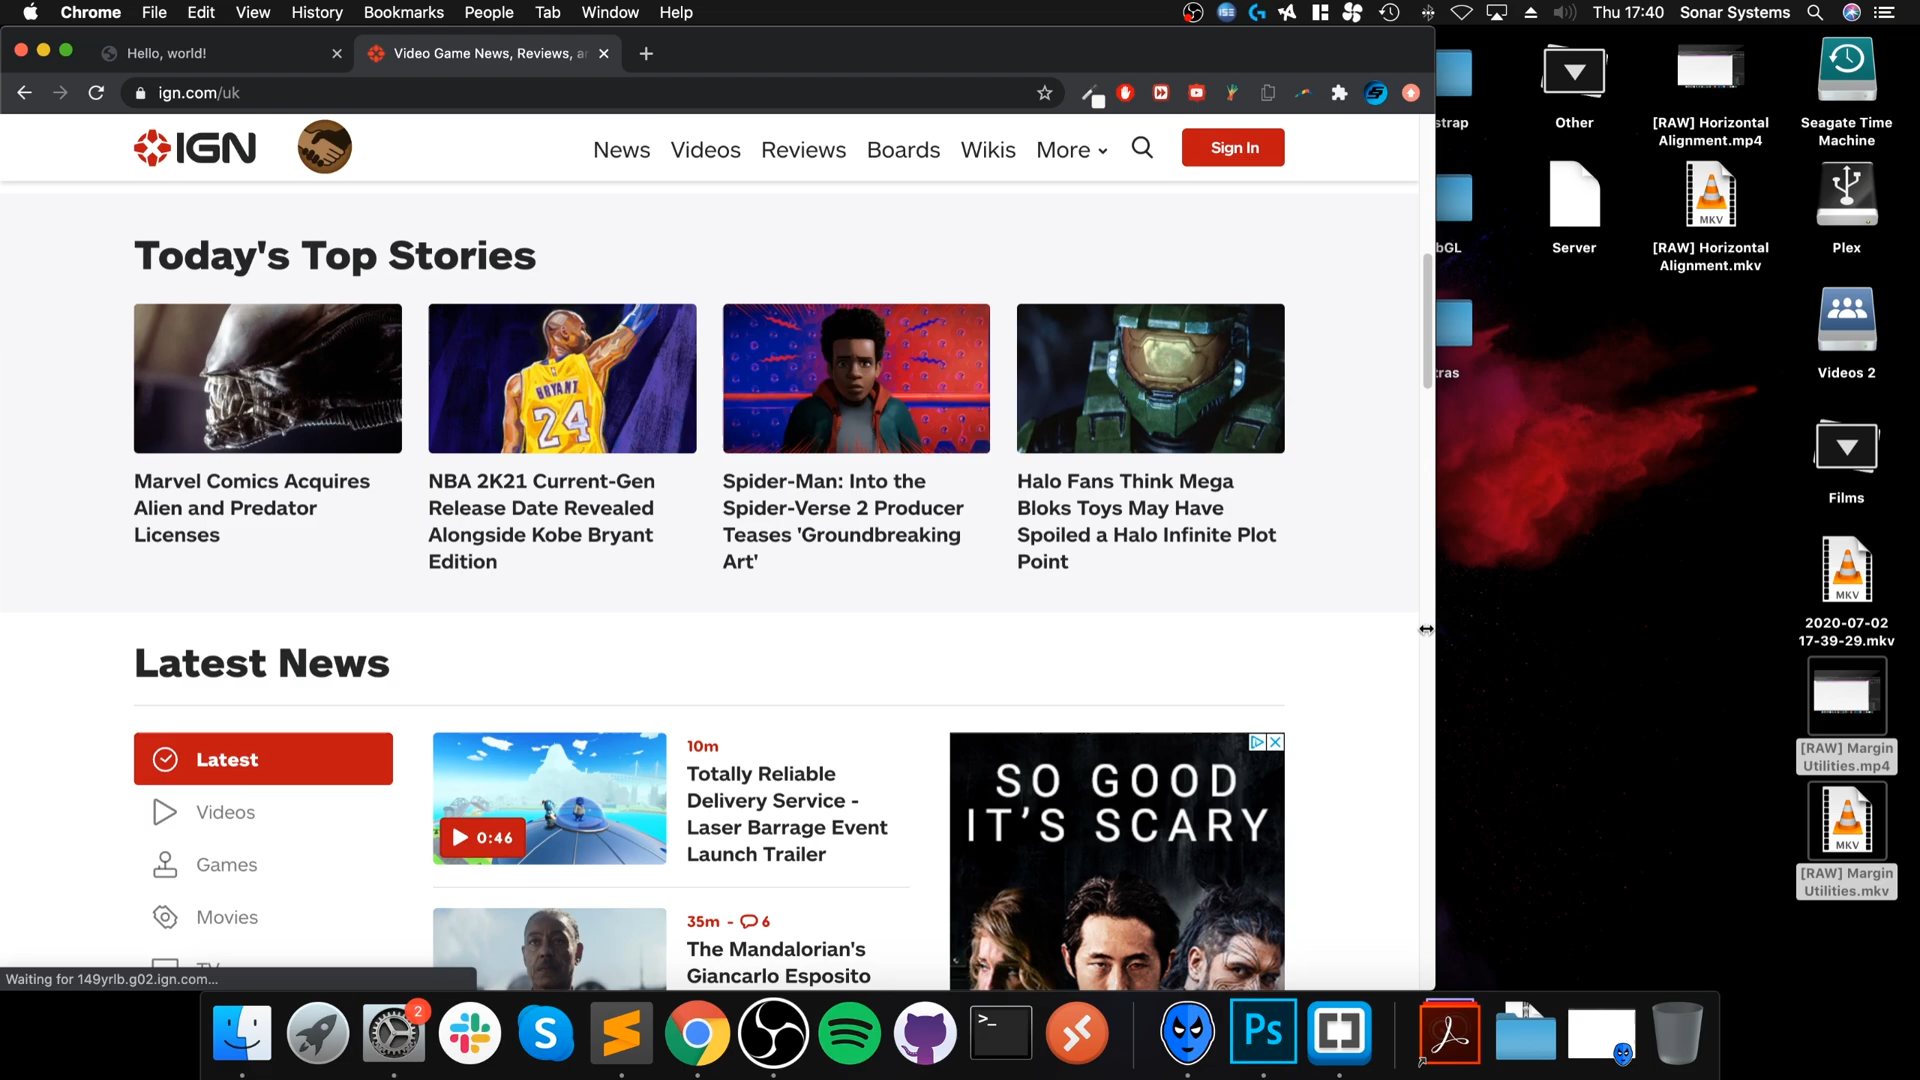 Chrome File Edit View History Bookmarks People Tab Window Help
Thu 17:40 Sonar Systems
Hello, world!
Video Game News, Reviews, a
ign.com/uk
IGN
News Videos Reviews Boards Wikis More
Sign In
Today's Top Stories
BRYANT
24
Marvel Comics Acquires
Alien and Predator
Licenses
NBA 2K21 Current-Gen
Release Date Revealed
Alongside Kobe Bryant
Edition
Spider-Man: Into the
Spider-Verse 2 Producer
Teases 'Groundbreaking
Art'
Halo Fans Think Mega
Bloks Toys May Have
Spoiled a Halo Infinite Plot
Point
Latest News
Latest
Videos
Games
Movies
TV
0:46
10m
Totally Reliable
Delivery Service -
Laser Barrage Event
Launch Trailer
35m - 6
The Mandalorian's
Giancarlo Esposito
SO GOOD
IT'S SCARY
Waiting for 149yrlb.g02.ign.com...
strap
bGL
tras
Other
Server
[RAW] Horizontal
Alignment.mp4
MKV
[RAW] Horizontal
Alignment.mkv
Seagate Time
Machine
Plex
Videos 2
Films
MKV
2020-07-02
17-39-29.mkv
[RAW] Margin
Utilities.mp4
MKV
[RAW] Margin
Utilities.mkv
2
S
>_
Ps